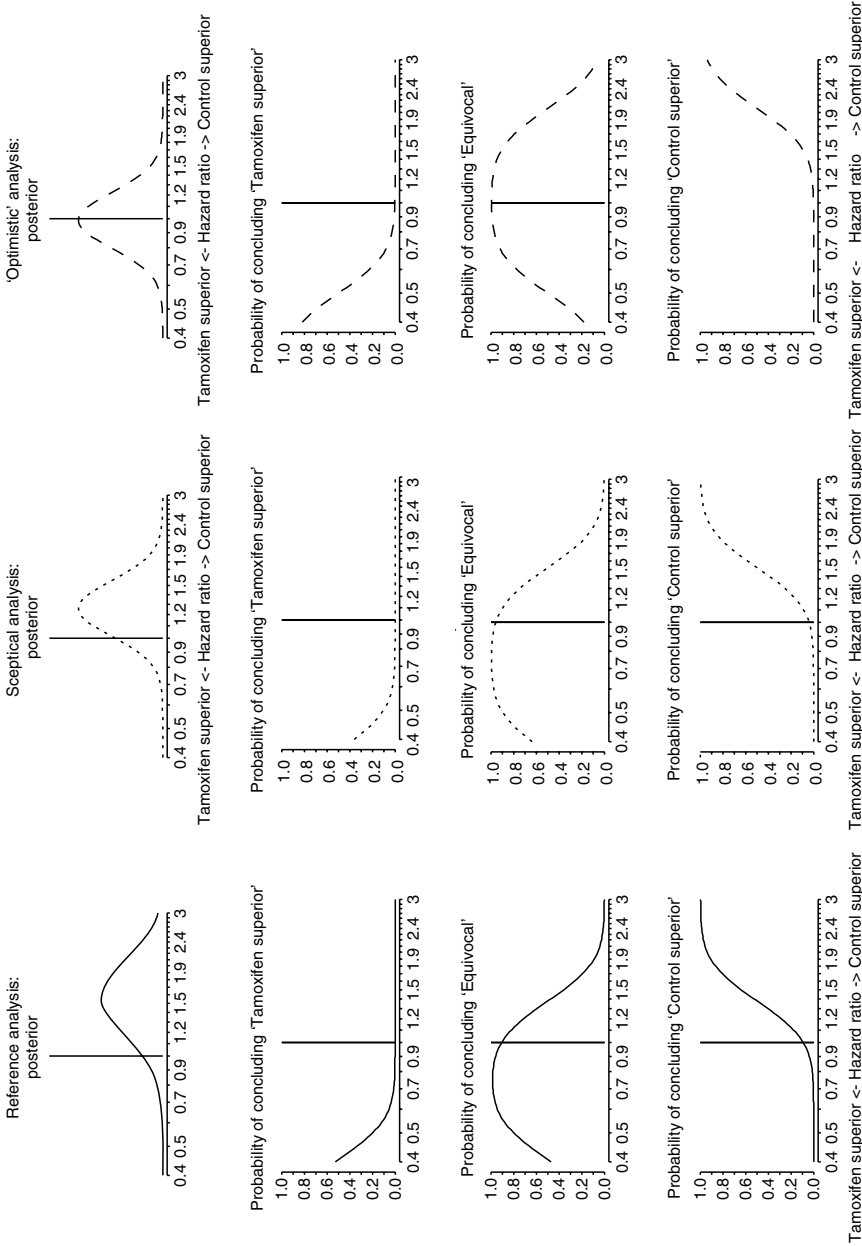 Reference analysis:
posterior
0.4 0.5 0.7 0.9 1.2 1.5 1.9 2.4 3
Sceptical analysis:
posterior
0.4 0.5 0.7 0.9 1.2 1.5 1.9 2.4 3
Tamoxifen superior <- Hazard ratio -> Control superior
‘Optimistic’ analysis:
posterior
0.4 0.5 0.7 0.9 1.2 1.5 1.9 2.4 3
Tamoxifen superior <- Hazard ratio -> Control superior
Probability of concluding ‘Tamoxifen superior’
1.0
0.8
0.6
0.4
0.2
0.0
0.4 0.5 0.7 0.9 1.2 1.5 1.9 2.4 3
Probability of concluding ‘Tamoxifen superior’
1.0
0.8
0.6
0.4
0.2
0.0
0.4 0.5 0.7 0.9 1.2 1.5 1.9 2.4 3
Probability of concluding ‘Tamoxifen superior’
1.0
0.8
0.6
0.4
0.2
0.0
0.4 0.5 0.7 0.9 1.2 1.5 1.9 2.4 3
Probability of concluding ‘Equivocal’
1.0
0.8
0.6
0.4
0.2
0.0
0.4 0.5 0.7 0.9 1.2 1.5 1.9 2.4 3
Probability of concluding ‘Equivocal’
1.0
0.8
0.6
0.4
0.2
0.0
0.4 0.5 0.7 0.9 1.2 1.5 1.9 2.4 3
Probability of concluding ‘Equivocal’
1.0
0.8
0.6
0.4
0.2
0.0
0.4 0.5 0.7 0.9 1.2 1.5 1.9 2.4 3
Probability of concluding ‘Control superior’
1.0
0.8
0.6
0.4
0.2
0.0
0.4 0.5 0.7 0.9 1.2 1.5 1.9 2.4 3
Tamoxifen superior <- Hazard ratio -> Control superior
Probability of concluding ‘Control superior’
1.0
0.8
0.6
0.4
0.2
0.0
0.4 0.5 0.7 0.9 1.2 1.5 1.9 2.4 3
Tamoxifen superior <- Hazard ratio -> Control superior
Probability of concluding ‘Control superior’
1.0
0.8
0.6
0.4
0.2
0.0
0.4 0.5 0.7 0.9 1.2 1.5 1.9 2.4 3
Tamoxifen superior <- Hazard ratio -> Control superior